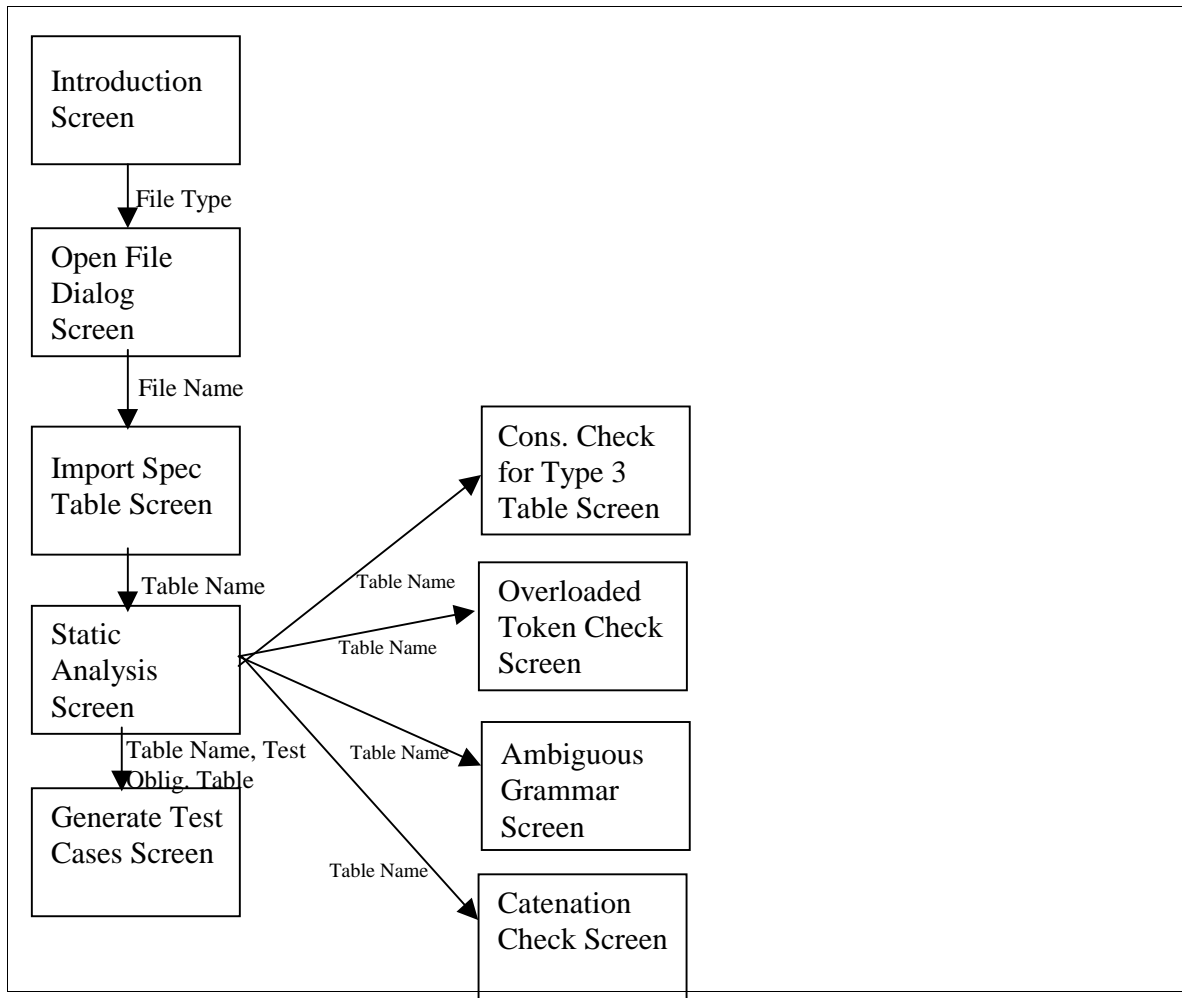 Introduction
Screen
File Type
Open File
Dialog
Screen
File Name
Import Spec
Table Screen
Table Name
Static
Analysis
Screen
Table Name, Test
Oblig. Table
Generate Test
Cases Screen
Cons. Check
for Type 3
Table Screen
Table Name
Overloaded
Token Check
Screen
Table Name
Ambiguous
Grammar
Screen
Table Name
Catenation
Check Screen
Table Name